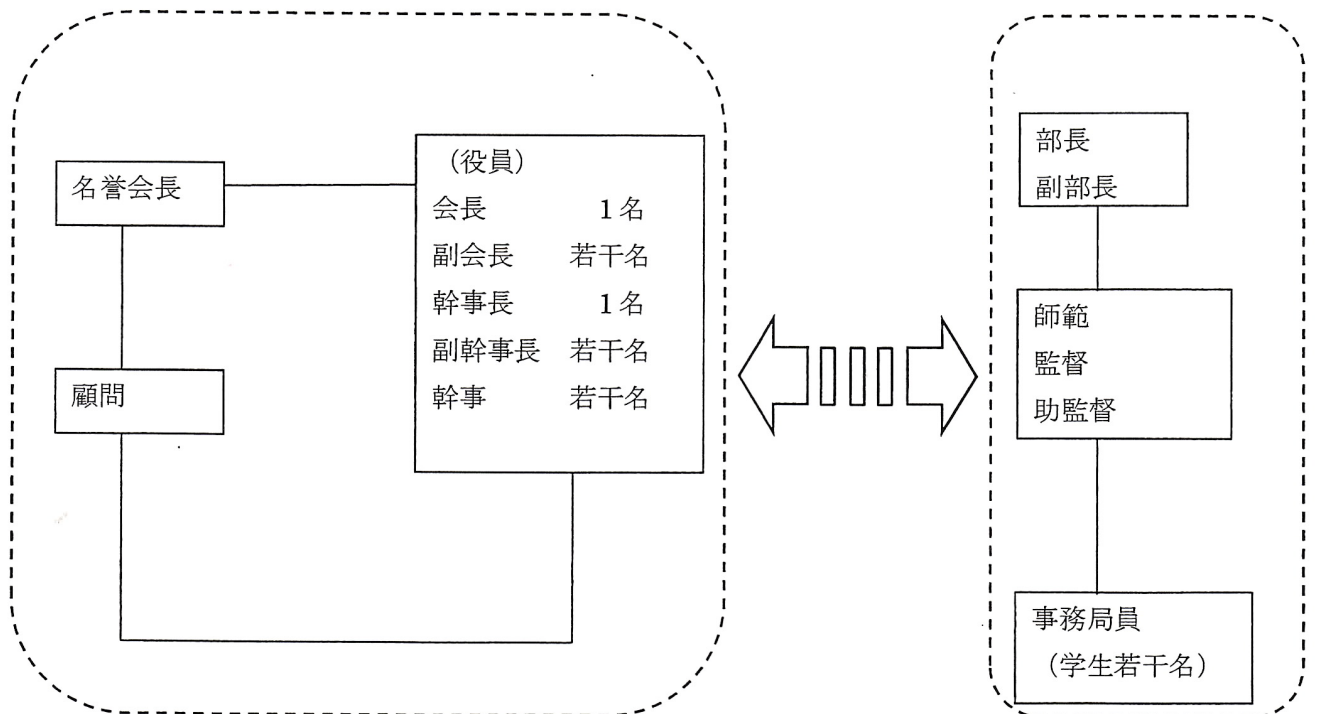 名誉会長
顧問
（役員）
会長　1名
副会長　若干名
幹事長　1名
副幹事長　若干名
幹事　若干名
部長
副部長
師範
監督
助監督
事務局員
（学生若干名）